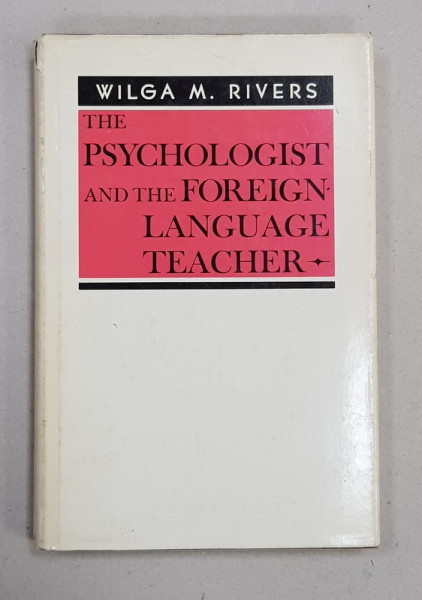 WILGA M. RIVERS
THE
PSYCHOLOGIST
AND THE FOREIGN-
LANGUAGE
TEACHER